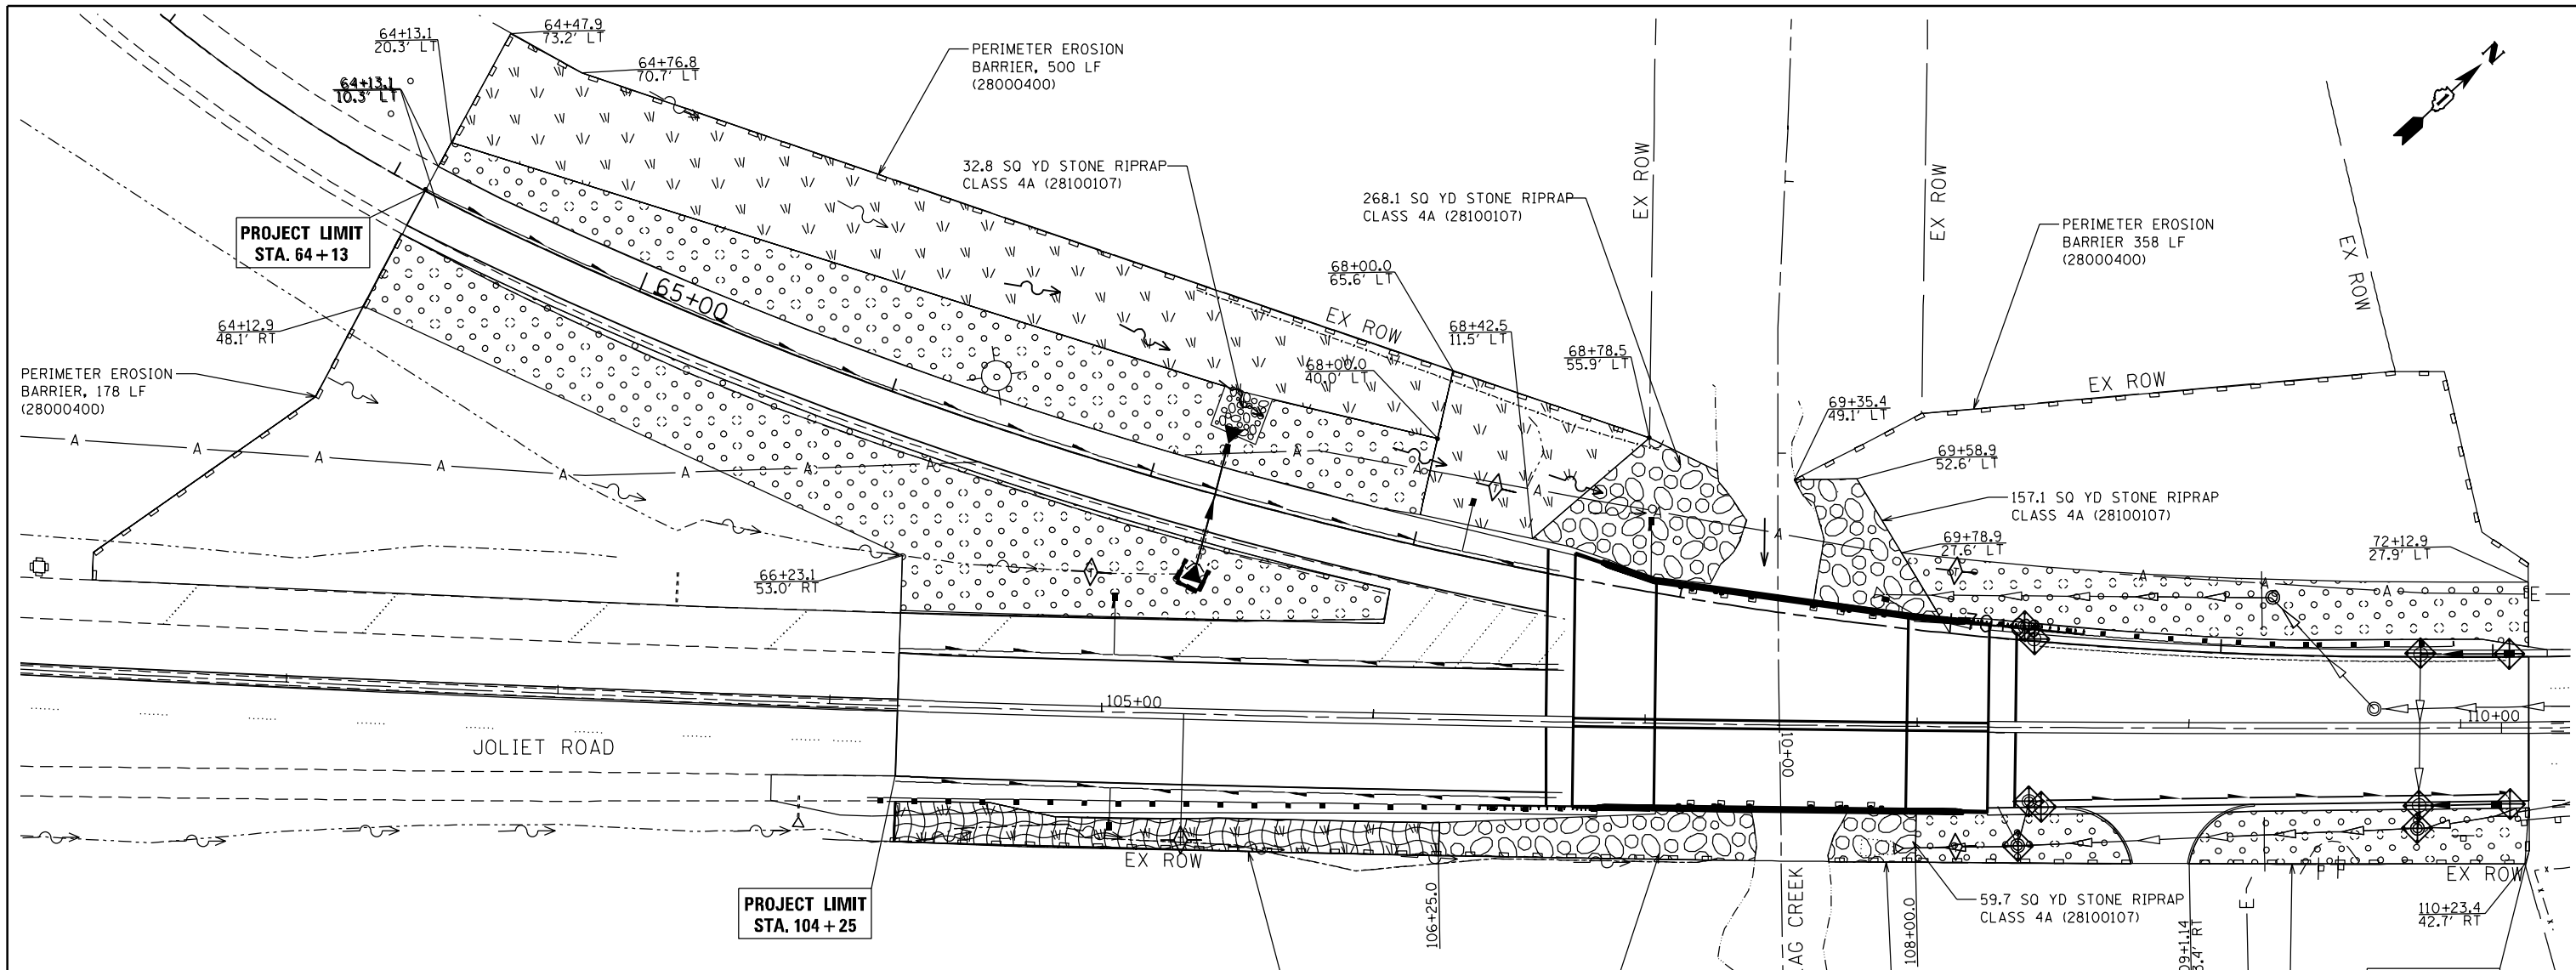 64+47.9
73.2' LT
64+13.1
20.3' LT
64+76.8
70.7' LT
64+13.1
10.3' LT
PERIMETER EROSION
BARRIER, 500 LF
(28000400)
N
32.8 SQ YD STONE RIPRAP
CLASS 4A (28100107)
EX ROW
EX ROW
268.1 SQ YD STONE RIPRAP
CLASS 4A (28100107)
PERIMETER EROSION
BARRIER 358 LF
(28000400)
EX ROW
PROJECT LIMIT
STA. 64+13
65+00
68+00.0
65.6' LT
EX ROW
64+12.9
48.1' RT
68+42.5
11.5' LT
68+78.5
55.9' LT
68+00.0
40.0' LT
PERIMETER EROSION
BARRIER, 178 LF
(28000400)
EX ROW
69+35.4
49.1' LT
69+58.9
52.6' LT
157.1 SQ YD STONE RIPRAP
CLASS 4A (28100107)
69+78.9
27.6' LT
72+12.9
27.9' LT
66+23.1
53.0' RT
105+00
110+00
JOLIET ROAD
10+00
EX ROW
PROJECT LIMIT
STA. 104+25
106+25.0
AG CREEK
108+00.0
59.7 SQ YD STONE RIPRAP
CLASS 4A (28100107)
EX ROW
110+23.4
42.7' RT